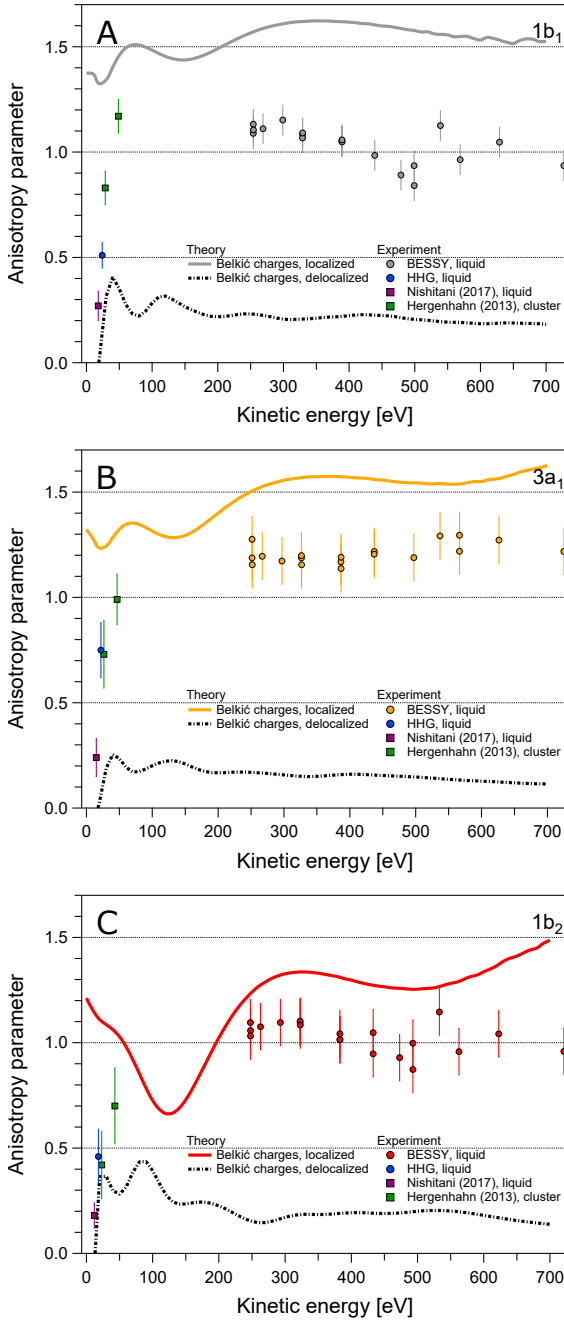 A
1b1
1.5
1.0
0.5
0.0
Anisotropy parameter
Theory
Belkić charges, localized
Belkić charges, delocalized
Experiment
BESSY, liquid
HHG, liquid
Nishitani (2017), liquid
Hergenhahn (2013), cluster
0 100 200 300 400 500 600 700
Kinetic energy [eV]
B
3a1
1.5
1.0
0.5
0.0
Anisotropy parameter
Theory
Belkić charges, localized
Belkić charges, delocalized
Experiment
BESSY, liquid
HHG, liquid
Nishitani (2017), liquid
Hergenhahn (2013), cluster
0 100 200 300 400 500 600 700
Kinetic energy [eV]
C
1b2
1.5
1.0
0.5
0.0
Anisotropy parameter
Theory
Belkić charges, localized
Belkić charges, delocalized
Experiment
BESSY, liquid
HHG, liquid
Nishitani (2017), liquid
Hergenhahn (2013), cluster
0 100 200 300 400 500 600 700
Kinetic energy [eV]